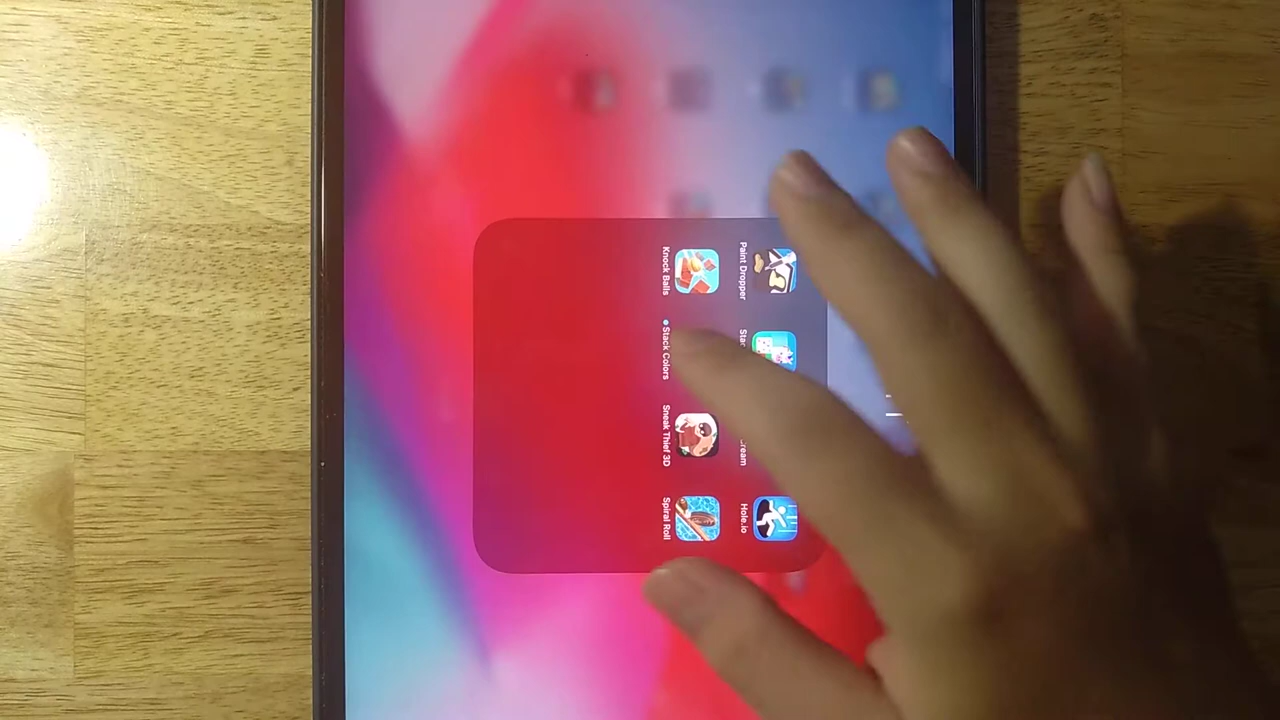 Paint Dropper
Hole.io
Knock Balls
Stack Colors
Sneak Thief 3D
Spiral Roll